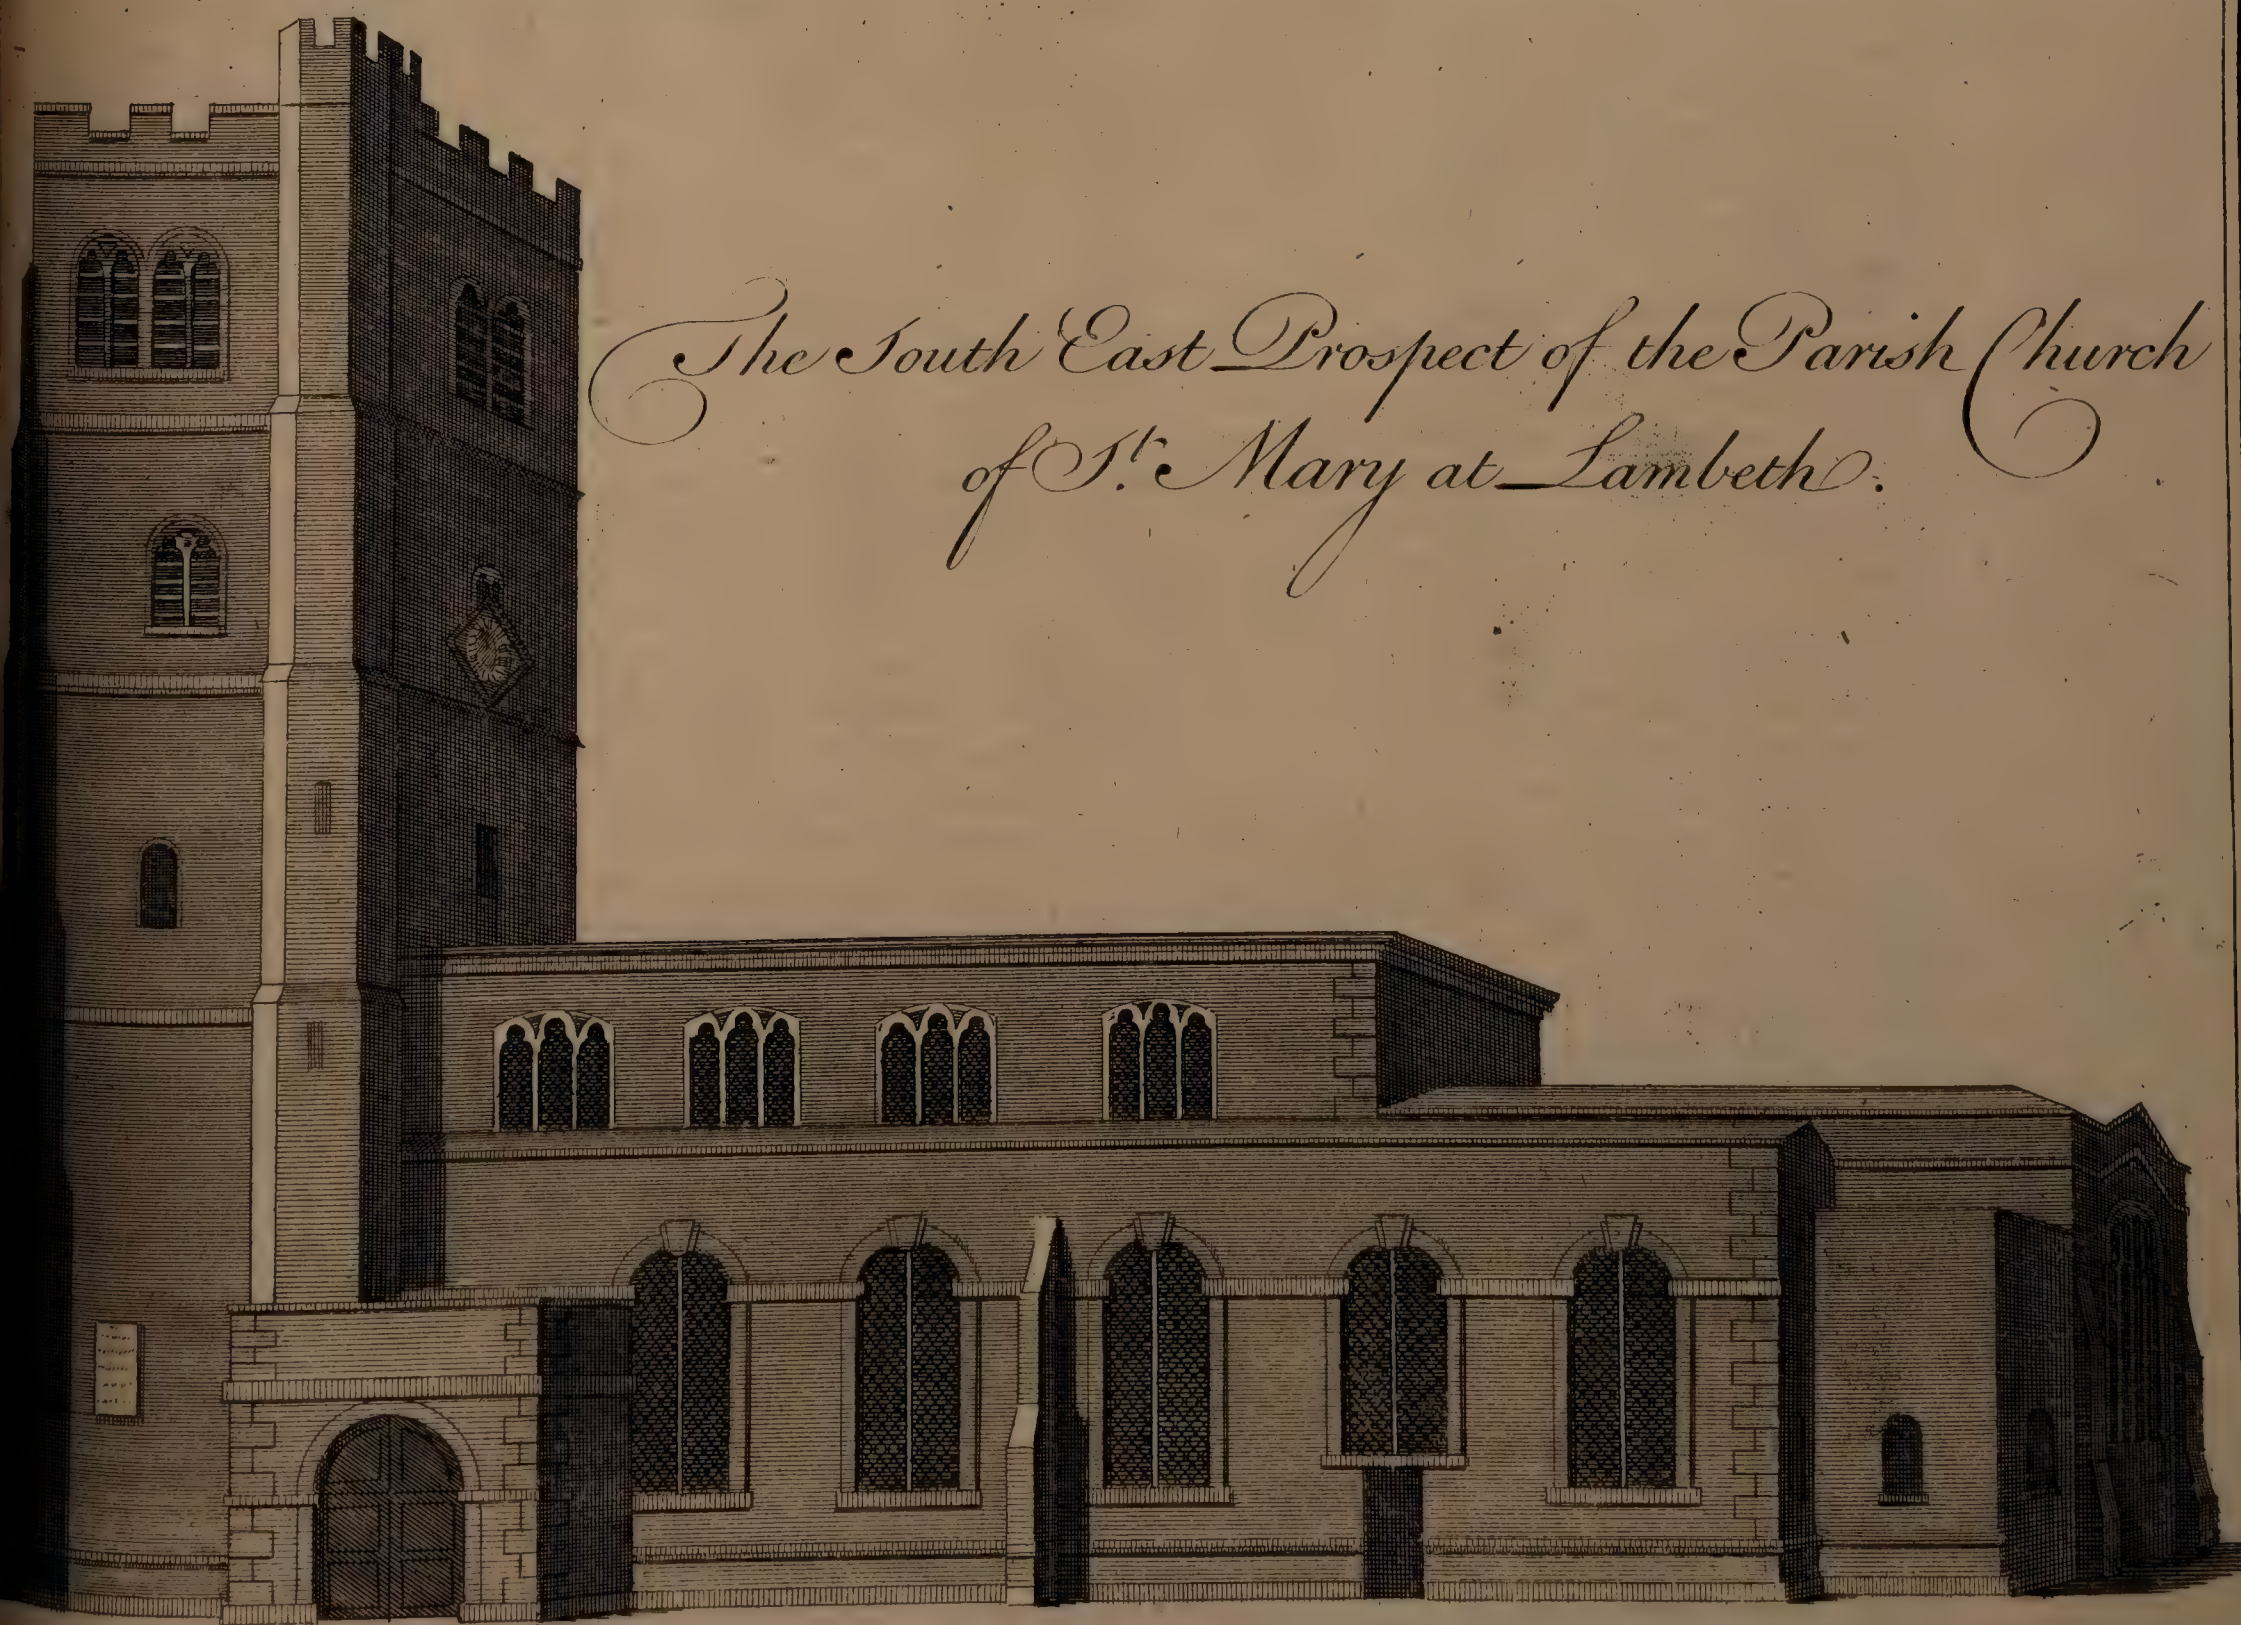 The South East Prospect of the Parish Church
of St. Mary at Lambeth.